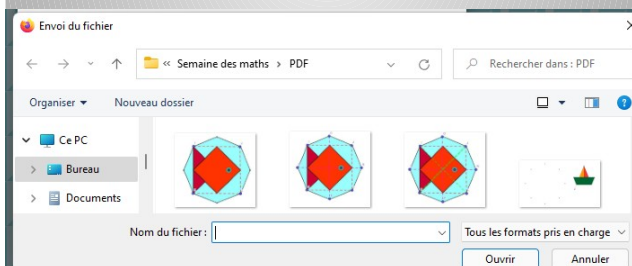 Envoi du fichier
« Semaine des maths > PDF
Rechercher dans : PDF
Organiser
Nouveau dossier
Ce PC
Bureau
Documents
Nom du fichier :
Tous les formats pris en charge
Ouvrir
Annuler